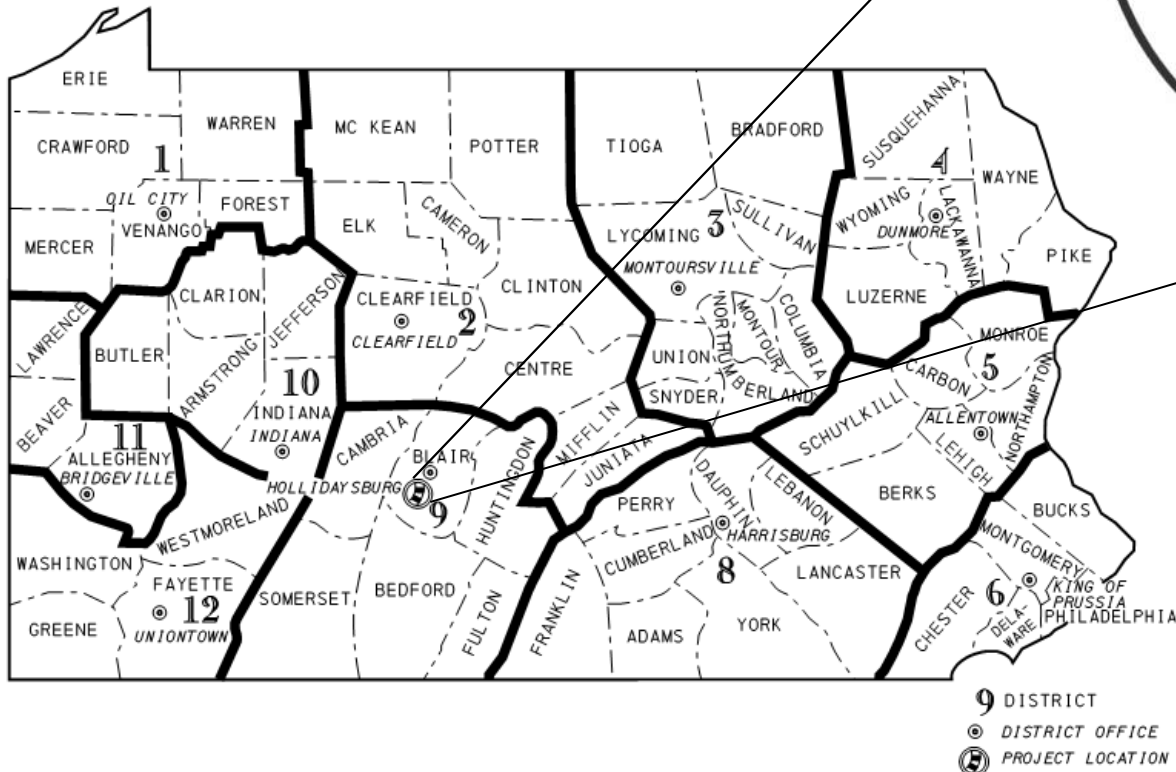 ERIE
WARREN
MC KEAN
POTTER
TIOGA
BRADFORD
SUSQUEHANNA
CRAWFORD
1
4
WAYNE
OIL CITY
VENANGO
FOREST
ELK
CAMERON
LYCOMING
3
SULLIVAN
WYOMING
DUNMORE
LACKAWANNA
MERCER
PIKE
MONTOURSVILLE
CLINTON
CLARION
JEFFERSON
CLEARFIELD
2
CLEARFIELD
LUZERNE
LAWRENCE
BUTLER
ARMSTRONG
CENTRE
UNION
NORTHUMBERLAND
MONTOUR
COLUMBIA
MONROE
5
CARBON
10
INDIANA
INDIANA
SNYDER
BEAVER
11
ALLEGHENY
BRIDGEVILLE
CAMBRIA
BLAIR
HOLLIDAYSBURG
9
HUNTINGDON
MIFFLIN
JUNIATA
SCHUYLKILL
ALLENTOWN
NORTHAMPTON
LEHIGH
BERKS
PERRY
DAUPHIN
LEBANON
BUCKS
WESTMORELAND
CUMBERLAND
HARRISBURG
MONTGOMERY
WASHINGTON
FAYETTE
12
UNIONTOWN
SOMERSET
BEDFORD
FULTON
FRANKLIN
8
LANCASTER
CHESTER
6
KING OF
PRUSSIA
DELA-
WARE
PHILADELPHIA
GREENE
ADAMS
YORK
9 DISTRICT
DISTRICT OFFICE
PROJECT LOCATION